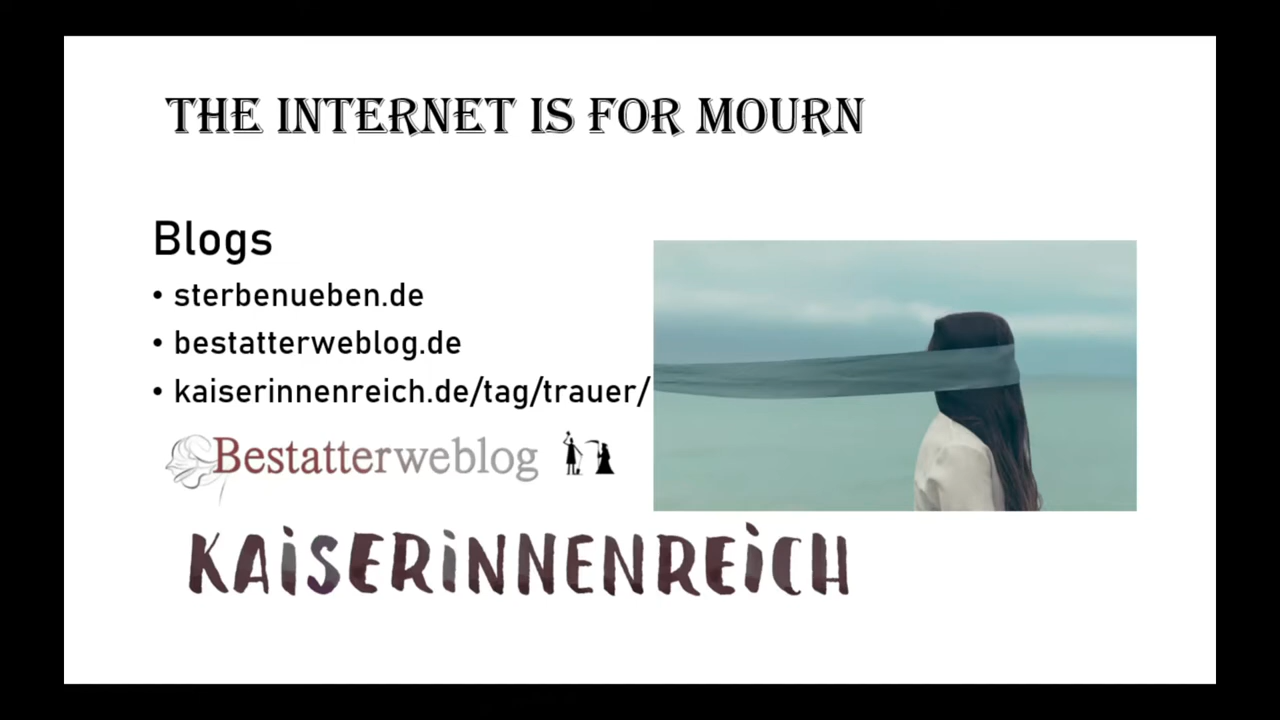 THE INTERNET IS FOR MOURN
Blogs
• sterbenueben.de
• bestatterweblog.de
• kaiserinnenreich.de/tag/trauer/
Bestatterweblog
KAiSERiNNENREiCH